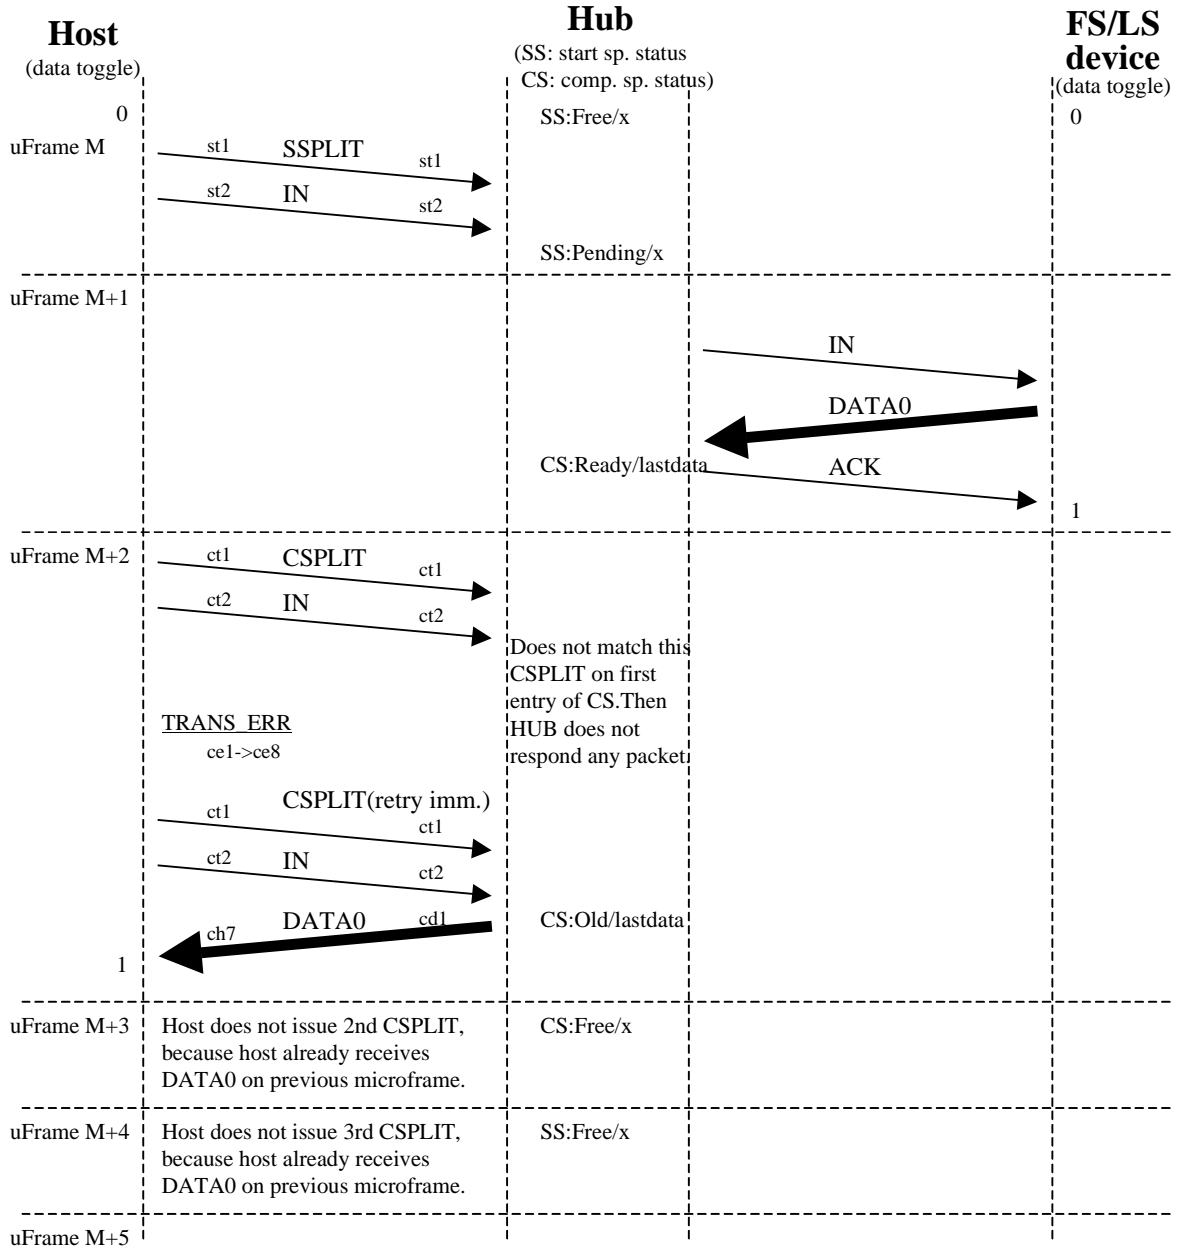 Host
(data toggle)
Hub
(SS: start sp. status
CS: comp. sp. status)
FS/LS
device
(data toggle)
0
SS:Free/x
0
uFrame M
st1
SSPLIT
st1
st2
IN
st2
SS:Pending/x
uFrame M+1
IN
DATA0
CS:Ready/lastdata
ACK
1
uFrame M+2
ct1
CSPLIT
ct1
ct2
IN
ct2
Does not match this
CSPLIT on first
entry of CS.Then
HUB does not
respond any packet.
TRANS_ERR
ce1->ce8
CSPLIT(retry imm.)
ct1
ct1
ct2
IN
ct2
DATA0
cd1
CS:Old/lastdata
ch7
1
uFrame M+3
Host does not issue 2nd CSPLIT,
because host already receives
DATA0 on previous microframe.
CS:Free/x
uFrame M+4
Host does not issue 3rd CSPLIT,
because host already receives
DATA0 on previous microframe.
SS:Free/x
uFrame M+5